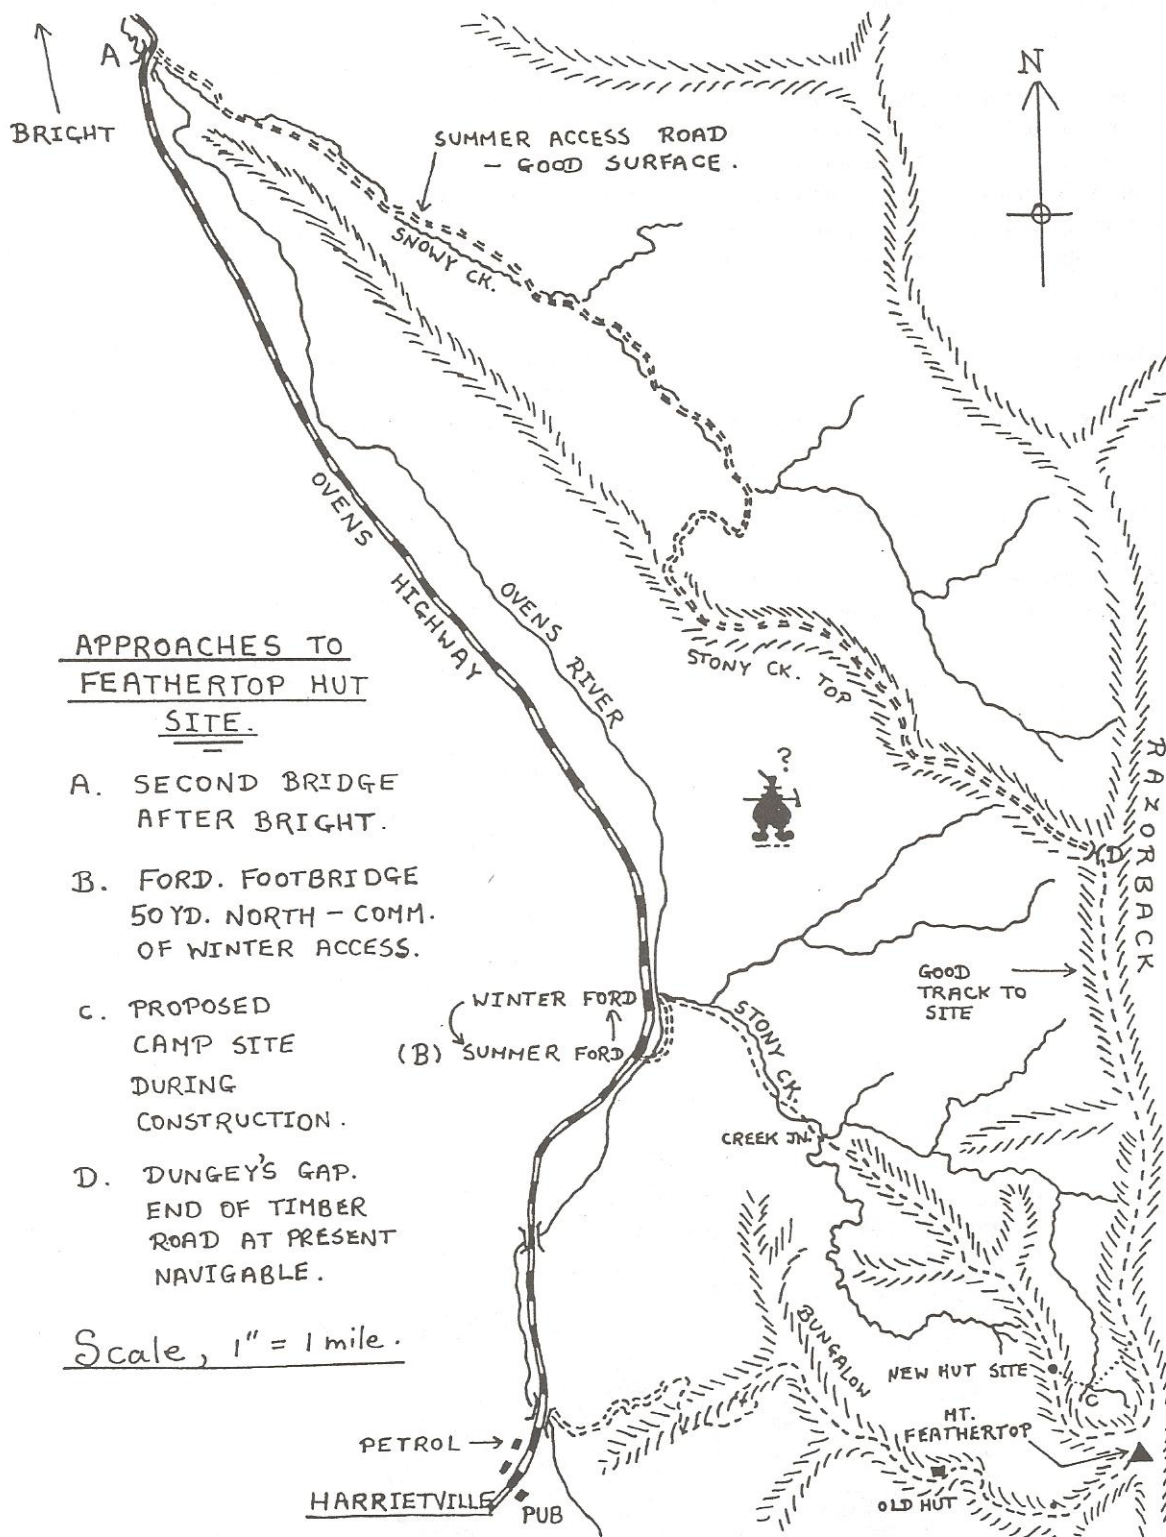 A
BRIGHT
N
SUMMER ACCESS ROAD
- GOOD SURFACE.
SNOWY CK.
OVENS HIGHWAY
OVENS RIVER
STONY CK. TOP
RAZORBACK
?
D
APPROACHES TO
FEATHERTOP HUT
SITE.
A. SECOND BRIDGE
AFTER BRIGHT.
B. FORD. FOOTBRIDGE
50 YD. NORTH - COMM.
OF WINTER ACCESS.
C. PROPOSED
CAMP SITE
DURING
CONSTRUCTION.
D. DUNGEY'S GAP.
END OF TIMBER
ROAD AT PRESENT
NAVIGABLE.
Scale, 1" = 1 mile.
GOOD
TRACK TO
SITE
WINTER FORD
(B) SUMMER FORD
STONY CK.
CREEK JN.
BUNGALOW
NEW HUT SITE
C
MT.
FEATHERTOP
OLD HUT
PETROL
HARRIETVILLE
PUB